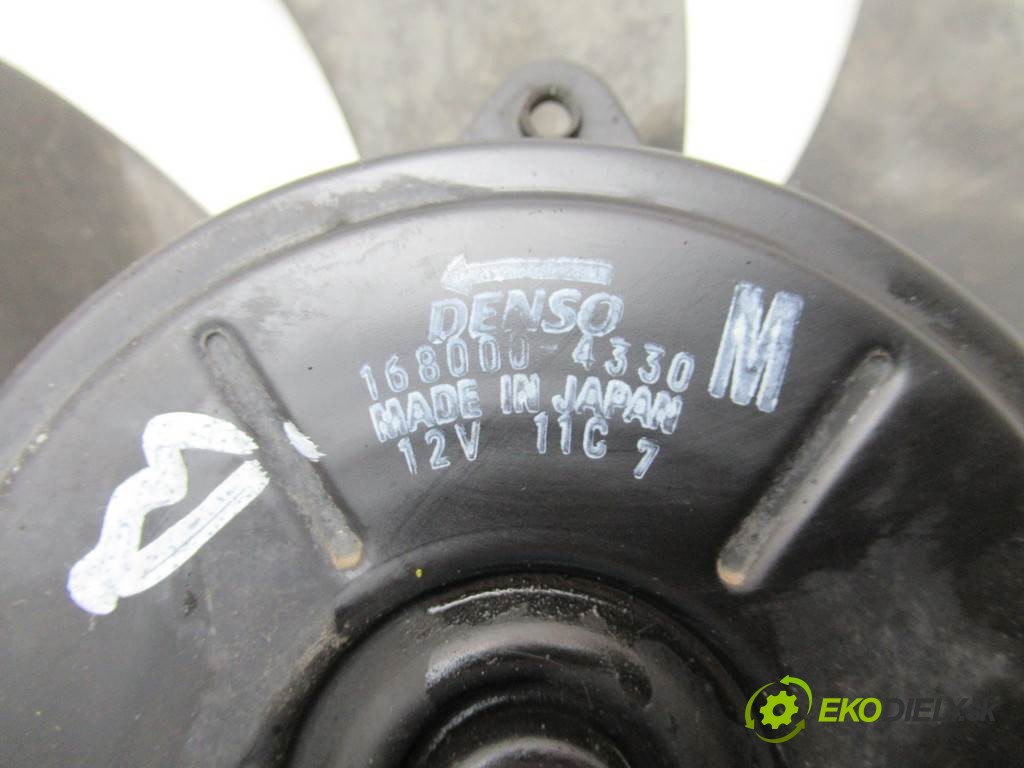 DENSO
168000-4330
M
MADE IN JAPAN
12V 11C 7
B
EKODIELY.SK